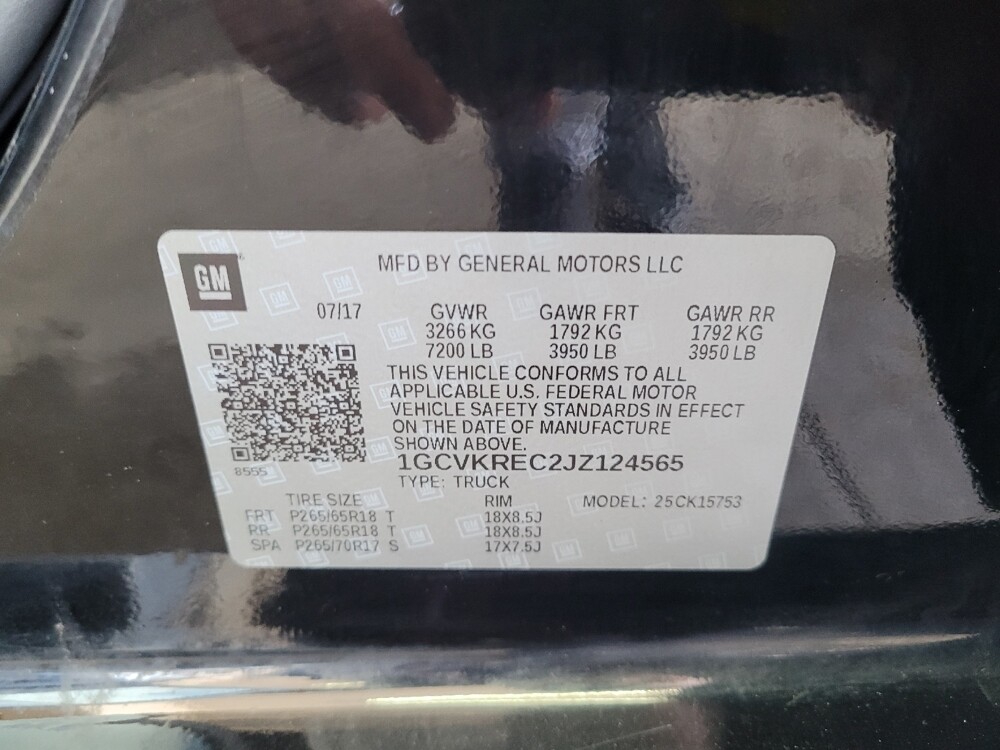 GM
MFD BY GENERAL MOTORS LLC
07/17 GVWR GAWR FRT GAWR RR
3266 KG 1792 KG 1792 KG
7200 LB 3950 LB 3950 LB
THIS VEHICLE CONFORMS TO ALL
APPLICABLE U.S. FEDERAL MOTOR
VEHICLE SAFETY STANDARDS IN EFFECT
ON THE DATE OF MANUFACTURE
SHOWN ABOVE.
8555
1GCVKREC2JZ124565
TYPE: TRUCK
TIRE SIZE RIM MODEL: 25CK15753
FRT P265/65R18 T 18X8.5J
RR P265/65R18 T 18X8.5J
SPA P265/70R17 S 17X7.5J